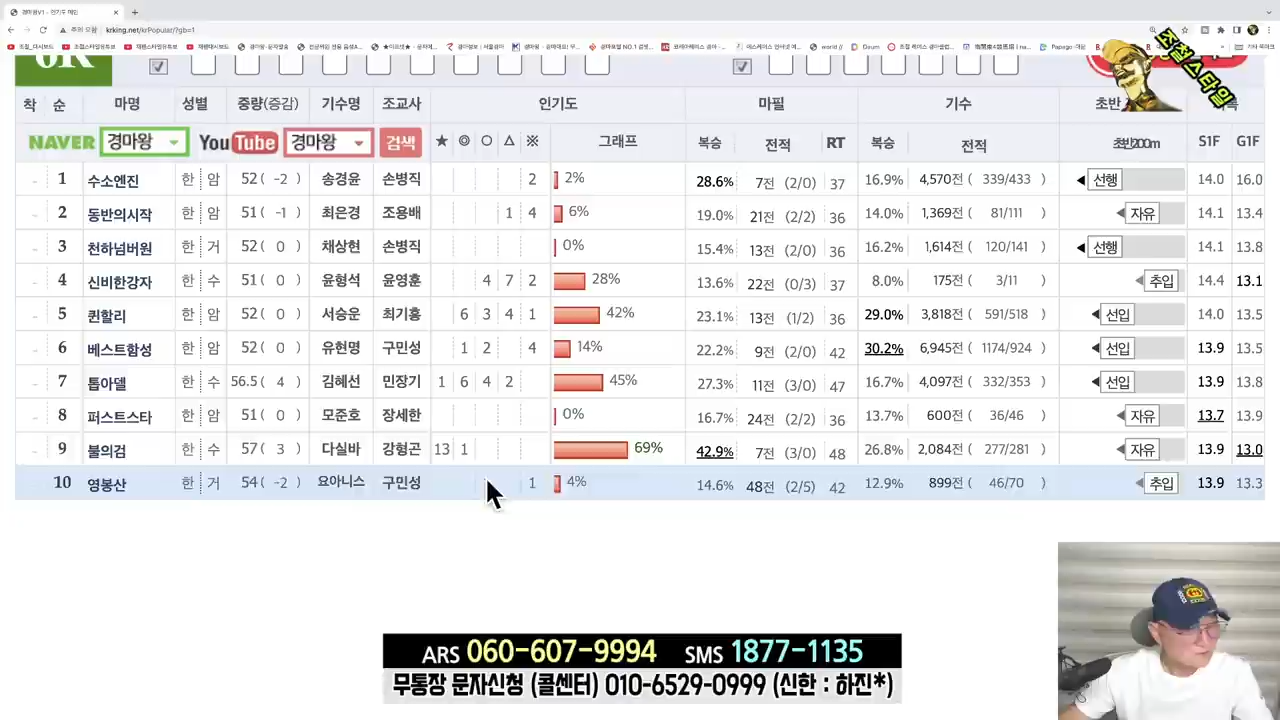 경마왕V1 - 인기도 메인
주의 요함 krking.net/krPopular/?gb=1
착 순 마명 성별 중량(증감) 기수명 조교사 인기도 마필 기수
NAVER 경마왕 YouTube 경마왕 검색 ★ ◎ ○ △ ※ 그래프 복승 전적 RT 복승 전적 초반200m S1F G1F
1 수소엔진 한 암 52 ( -2 ) 송경윤 손병직 2 2% 28.6% 7전 (2/0) 37 16.9% 4,570전 ( 339/433 ) 선행 14.0 16.0
2 동반의시작 한 암 51 ( -1 ) 최은경 조용배 1 4 6% 19.0% 21전 (2/2) 36 14.0% 1,369전 ( 81/111 ) 자유 14.1 13.4
3 천하넘버원 한 거 52 ( 0 ) 채상현 손병직 0% 15.4% 13전 (2/0) 36 16.2% 1,614전 ( 120/141 ) 선행 14.1 13.8
4 신비한강자 한 수 51 ( 0 ) 윤형석 윤영훈 4 7 2 28% 13.6% 22전 (0/3) 37 8.0% 175전 ( 3/11 ) 추입 14.4 13.1
5 퀸할리 한 암 52 ( 0 ) 서승운 최기홍 6 3 4 1 42% 23.1% 13전 (1/2) 36 29.0% 3,818전 ( 591/518 ) 선입 14.0 13.5
6 베스트함성 한 암 52 ( 0 ) 유현명 구민성 1 2 4 14% 22.2% 9전 (2/0) 42 30.2% 6,945전 ( 1174/924 ) 선입 13.9 13.5
7 톱아델 한 수 56.5 ( 4 ) 김혜선 민장기 1 6 4 2 45% 27.3% 11전 (3/0) 47 16.7% 4,097전 ( 332/353 ) 선입 13.9 13.8
8 퍼스트스타 한 암 51 ( 0 ) 모준호 장세한 0% 16.7% 24전 (2/2) 36 13.7% 600전 ( 36/46 ) 자유 13.7 13.9
9 불의검 한 수 57 ( 3 ) 다실바 강형곤 13 1 69% 42.9% 7전 (3/0) 48 26.8% 2,084전 ( 277/281 ) 자유 13.9 13.0
10 영봉산 한 거 54 ( -2 ) 요아니스 구민성 1 4% 14.6% 48전 (2/5) 42 12.9% 899전 ( 46/70 ) 추입 13.9 13.3
조철스타일
ARS 060-607-9994 SMS 1877-1135
무통장 문자신청 (콜센터) 010-6529-0999 (신한 : 하진*)